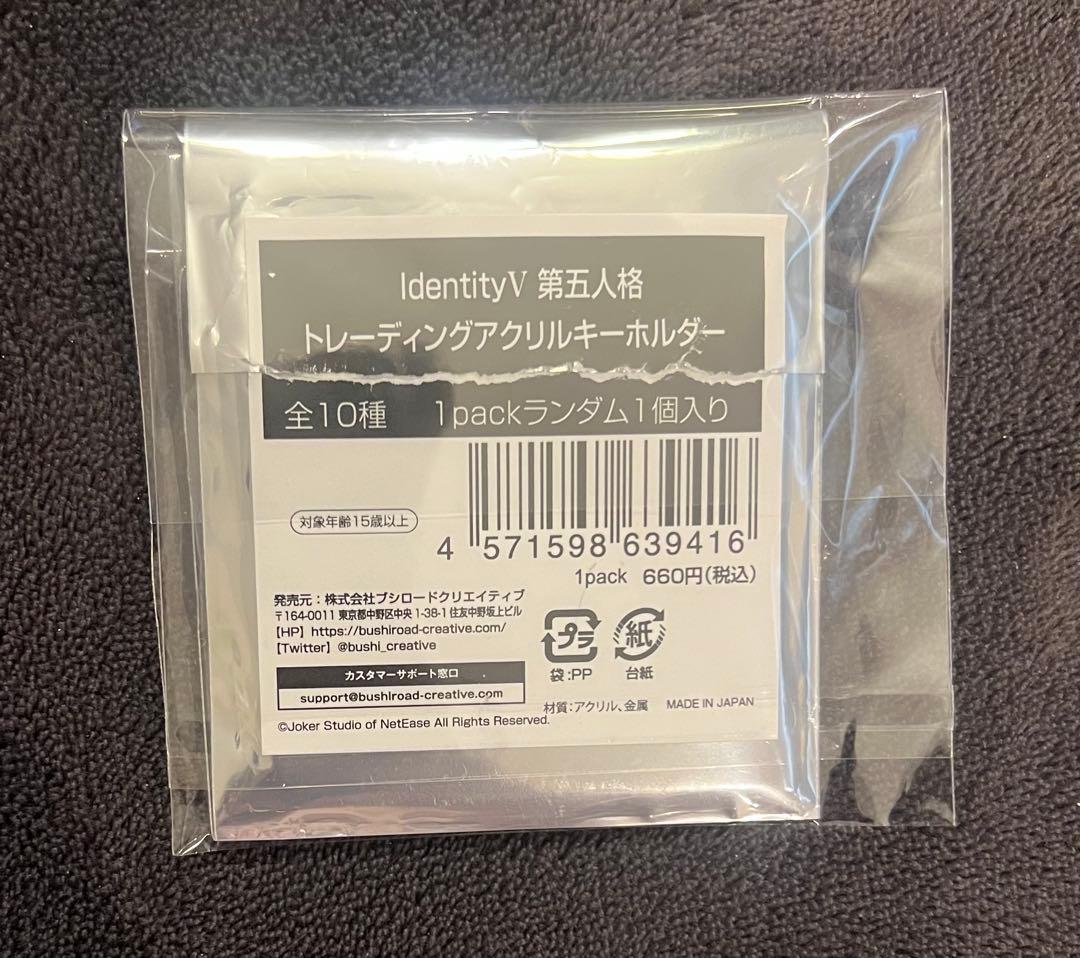 IdentityⅤ 第五人格
トレーディングアクリルキーホルダー
全10種 1packランダム1個入り
対象年齢15歳以上
4 571598 639416
1pack 660円(税込)
発売元：株式会社ブシロードクリエイティブ
〒164-0011 東京都中野区中央 1-38-1 住友中野坂上ビル
【HP】https://bushiroad-creative.com/
【Twitter】@bushi_creative
カスタマーサポート窓口
support@bushiroad-creative.com
プラ
袋:PP
紙
台紙
材質：アクリル、金属 MADE IN JAPAN
©Joker Studio of NetEase All Rights Reserved.